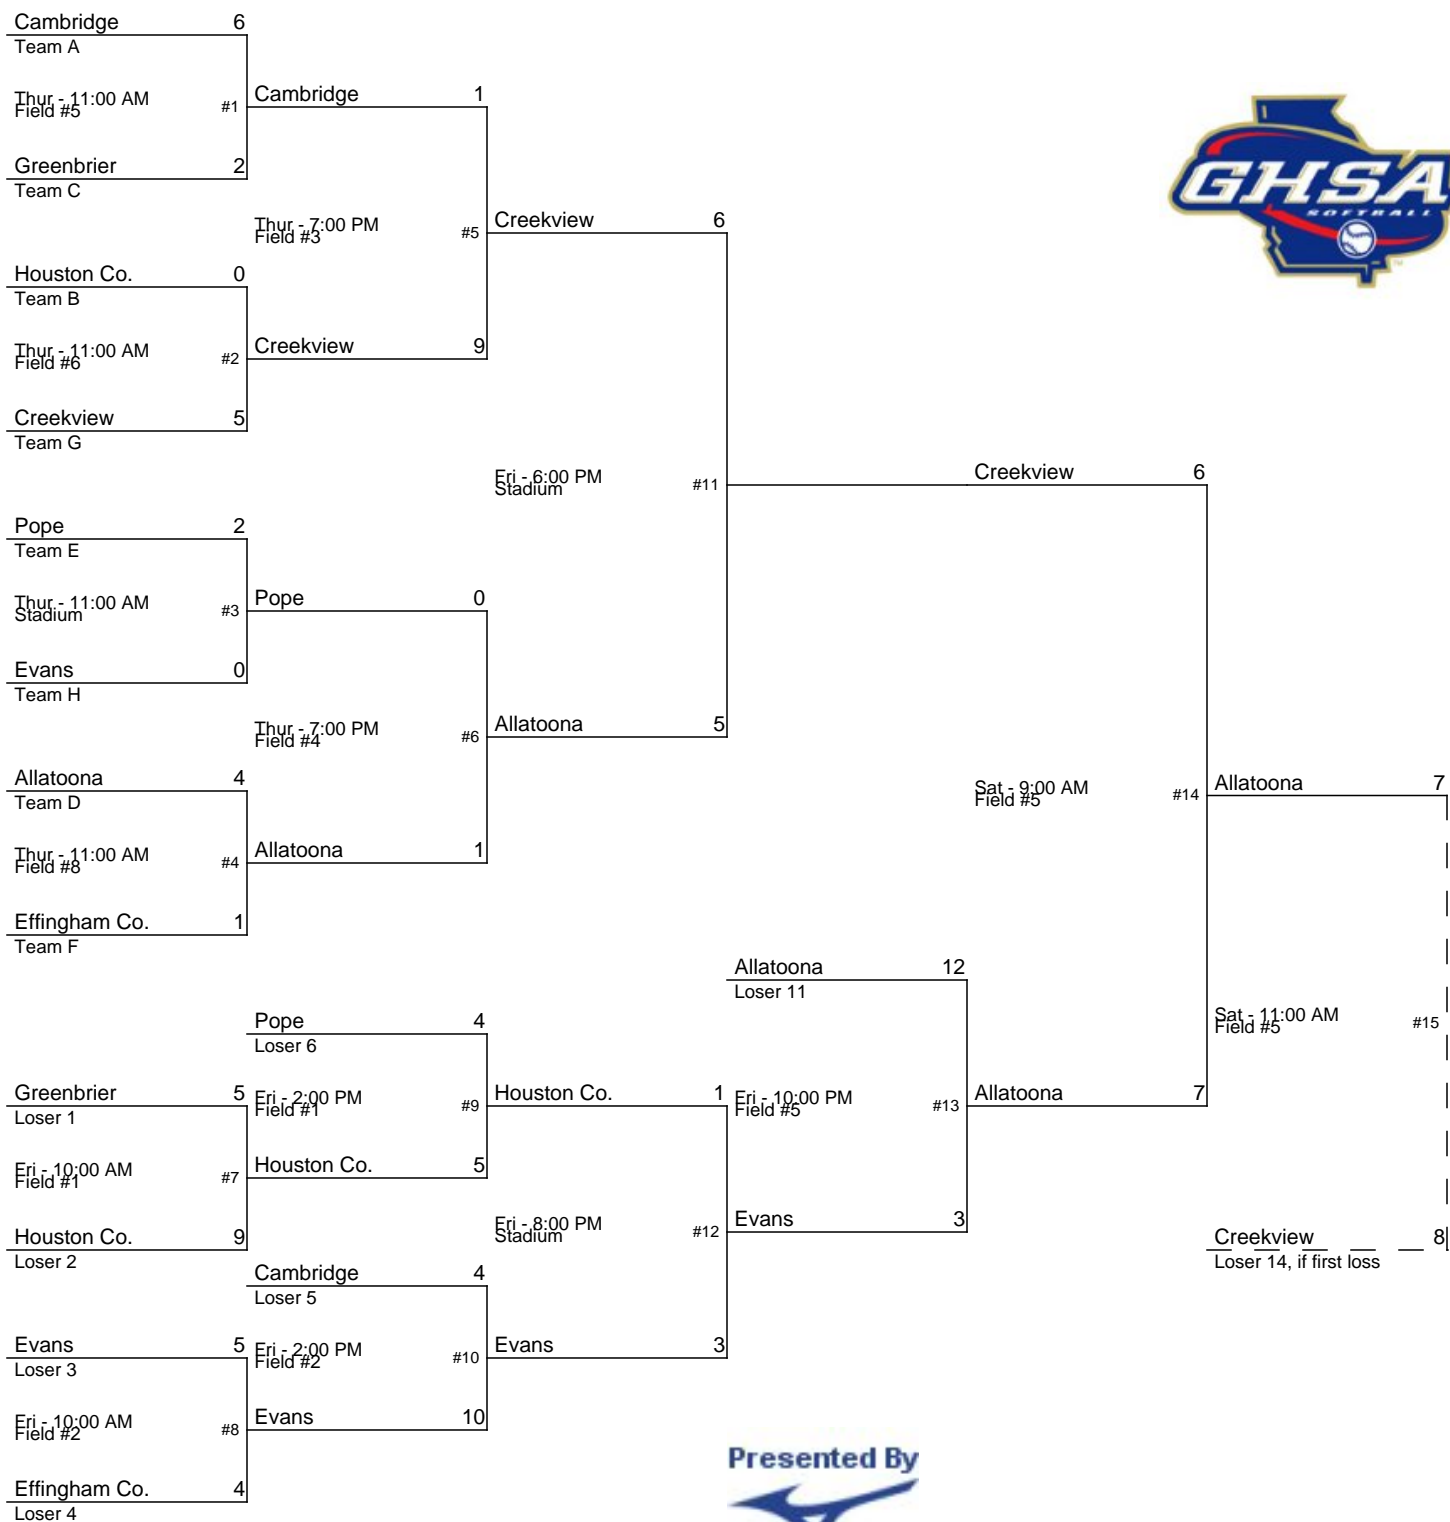 Cambridge 6
Team A
Thur - 11:00 AM
Field #5
#1
Greenbrier 2
Team C
Cambridge 1
Thur - 7:00 PM
Field #3
#5
Houston Co. 0
Team B
Thur - 11:00 AM
Field #6
#2
Creekview 9
Creekview 5
Team G
Creekview 6
GHSA
SOFTBALL
TM
Fri - 6:00 PM
Stadium
#11
Creekview 6
Pope 2
Team E
Thur - 11:00 AM
Stadium
#3
Pope 0
Evans 0
Team H
Thur - 7:00 PM
Field #4
#6
Allatoona 5
Allatoona 4
Team D
Thur - 11:00 AM
Field #8
#4
Allatoona 1
Effingham Co. 1
Team F
Sat - 9:00 AM
Field #5
#14
Allatoona 7
Allatoona 12
Loser 11
Pope 4
Loser 6
Sat - 11:00 AM
Field #5
#15
Greenbrier 5
Loser 1
Fri - 2:00 PM
Field #1
#9
Houston Co. 1
Fri - 10:00 PM
Field #5
#13
Allatoona 7
Fri - 10:00 AM
Field #1
#7
Houston Co. 5
Houston Co. 9
Loser 2
Fri - 8:00 PM
Stadium
#12
Evans 3
Creekview 8
Loser 14, if first loss
Cambridge 4
Loser 5
Evans 5
Loser 3
Fri - 2:00 PM
Field #2
#10
Evans 3
Fri - 10:00 AM
Field #2
#8
Evans 10
Effingham Co. 4
Loser 4
Presented By